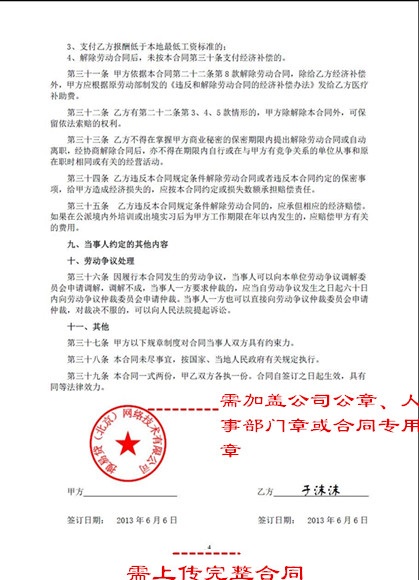 3、支付乙方报酬低于本地最低工资标准的;
4、解除劳动合同后,未按本合同第三十条支付经济补偿的。
第三十一条 甲方依据本合同第二十二条第8款解除劳动合同,除给乙方经济补偿
外,甲方应根据原劳动部制发的《违反和解除劳动合同的经济补偿办法》发给乙方医疗
补助费。
第三十二条 乙方有第二十二条第3、4、5款情形的,甲方除解除本合同外,可保
留依法索赔的权利。
第三十三条 乙方不得在掌握甲方商业秘密的保密期限内提出解除劳动合同或自动
离职,经协商解除合同后,亦不得在期限内自行或在与甲方有竞争关系的单位从事和原
在职时相同或有关的经营活动。
第三十四条 乙方违反本合同规定条件解除劳动合同或者违反本合同约定的保密事
项,给甲方造成经济损失的,应按本合同约定或损失数额承担赔偿责任。
第三十五条 乙方违反本合同规定条件解除劳动合同的,应承但相应的经济赔偿。
如果在公派境内外培训或出境实习后为甲方工作期限在年以内发生的,应赔偿甲方有关
的费用。
九、当事人约定的其他内容
十、劳动争议处理
第三十六条 因履行本合同发生的劳动争议,当事人可以向本单位劳动争议调解委
员会申请调解,调解不成,当事人一方要求仲裁的,应当自劳动争议发生之日起六十日
内向劳动争议仲裁委员会申请仲裁。当事人一方也可以直接向劳动争议仲裁委员会申请
仲裁,对裁决不服的,可以向人民法院提起诉讼。
十一、其他
第三十七条 甲方以下规章制度对合同当事人双方具有约束力。
第三十八条 本合同未尽事宜,按国家、当地人民政府有关规定执行。
第三十九条 本合同一式两份,甲乙双方各执一份。合同自签订之日起生效,具有
同等法律效力。
需加盖公司公章、人
事部门章或合同专用
章
(北京)网络技术有限公司
甲方
乙方 于沫沫
签订日期: 2013年6月6日
签订日期: 2013年6月6日
4
需上传完整合同